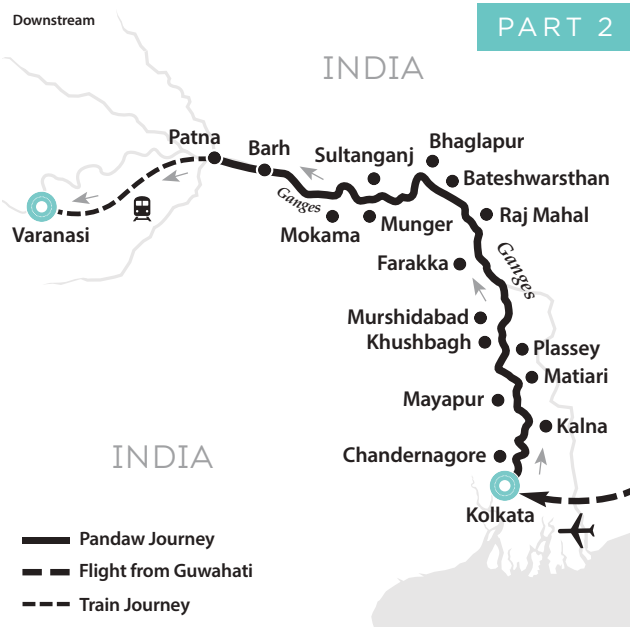 Downstream
PART 2
INDIA
Patna
Barh
Sultanganj
Bhaglapur
Bateshwarsthan
Ganges
Mokama
Munger
Raj Mahal
Varanasi
Farakka
Ganges
Murshidabad
Khushbagh
Plassey
Matiari
Mayapur
Kalna
INDIA
Chandernagore
Kolkata
Pandaw Journey
Flight from Guwahati
Train Journey